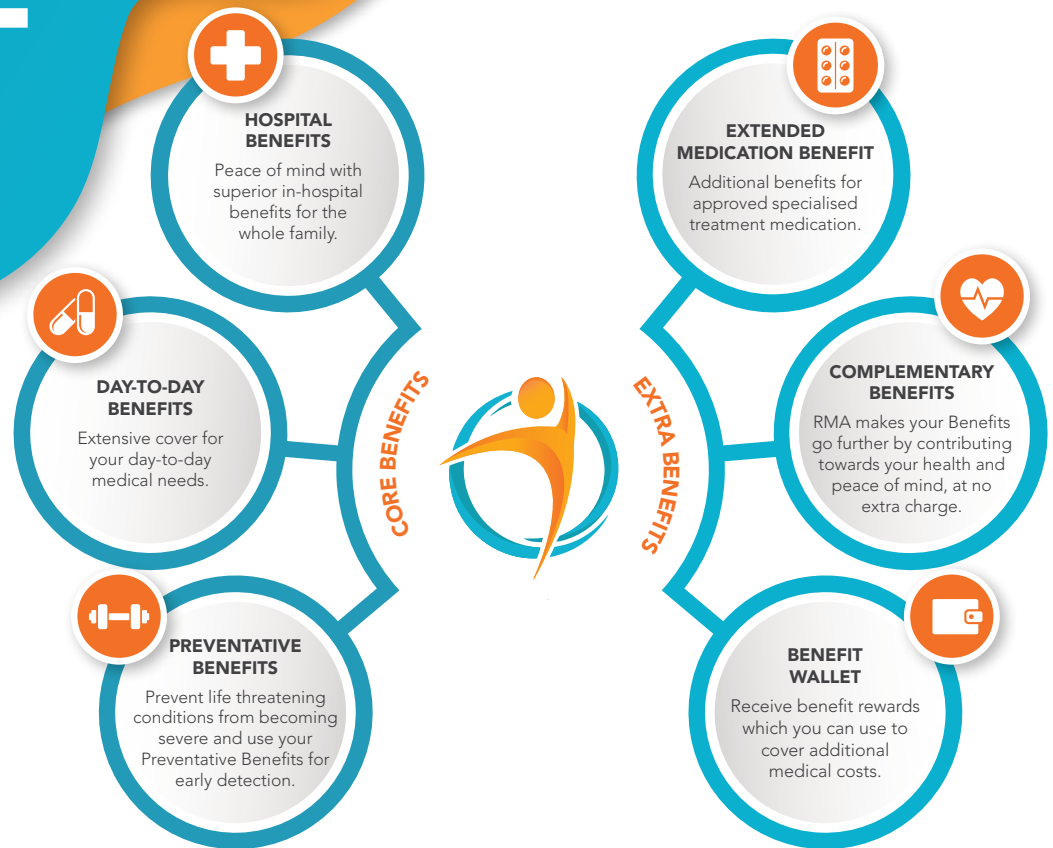 HOSPITAL
BENEFITS
Peace of mind with
superior in-hospital
benefits for the
whole family.
DAY-TO-DAY
BENEFITS
Extensive cover for
your day-to-day
medical needs.
PREVENTATIVE
BENEFITS
Prevent life threatening
conditions from becoming
severe and use your
Preventative Benefits for
early detection.
CORE BENEFITS
EXTRA BENEFITS
EXTENDED
MEDICATION BENEFIT
Additional benefits for
approved specialised
treatment medication.
COMPLEMENTARY
BENEFITS
RMA makes your Benefits
go further by contributing
towards your health and
peace of mind, at no
extra charge.
BENEFIT
WALLET
Receive benefit rewards
which you can use to
cover additional
medical costs.